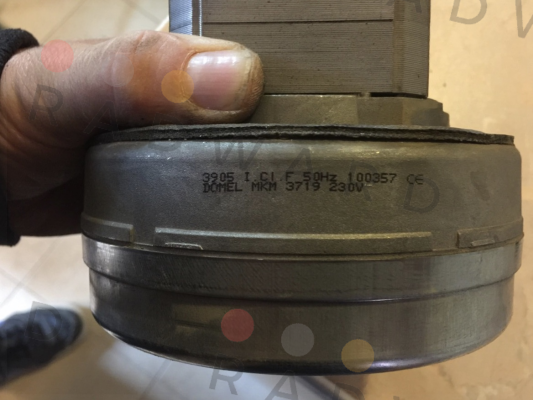 3905 I Cl F 50Hz 100357 CE
DOMEL MKM 3719 230V